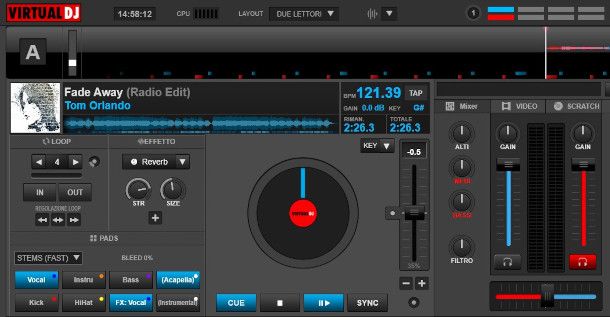 VIRTUAL DJ 14:58:12 CPU LAYOUT DUE LETTORI 1
A
Fade Away (Radio Edit)
Tom Orlando
BPM 121.39 TAP
GAIN 0.0 dB KEY G#
RIMAN. TOTALE
2:26.3 2:26.3
LOOP
4
IN OUT
REGOLAZIONE LOOP
EFFETTO
Reverb
STR SIZE
+
PADS
STEMS (FAST) BLEED 0%
Vocal Instru Bass (Acapella)
Kick HiHat FX: Vocal (Instrumental)
VIRTUAL DJ
CUE SYNC
KEY -0.5
35%
Mixer VIDEO SCRATCH
ALTI GAIN GAIN
MEDI
BASSI
FILTRO